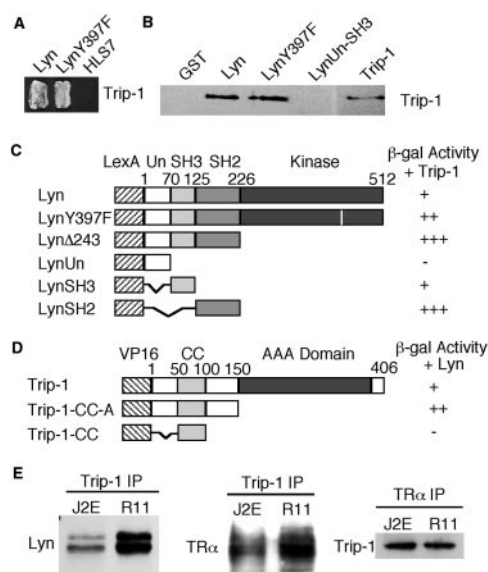 A
Lyn
LynY397F
HLS7
Trip-1
B
GST
Lyn
LynY397F
LynUn-SH3
Trip-1
Trip-1
C
β-gal Activity
+ Trip-1
LexA Un SH3 SH2 Kinase
1 70 125 226 512
Lyn +
LynY397F ++
LynΔ243 +++
LynUn -
LynSH3 +
LynSH2 +++
D
β-gal Activity
+ Lyn
VP16 CC AAA Domain
1 50 100 150 406
Trip-1 +
Trip-1-CC-A ++
Trip-1-CC -
E
Trip-1 IP
J2E R11
Lyn
Trip-1 IP
J2E R11
TRα
TRα IP
J2E R11
Trip-1